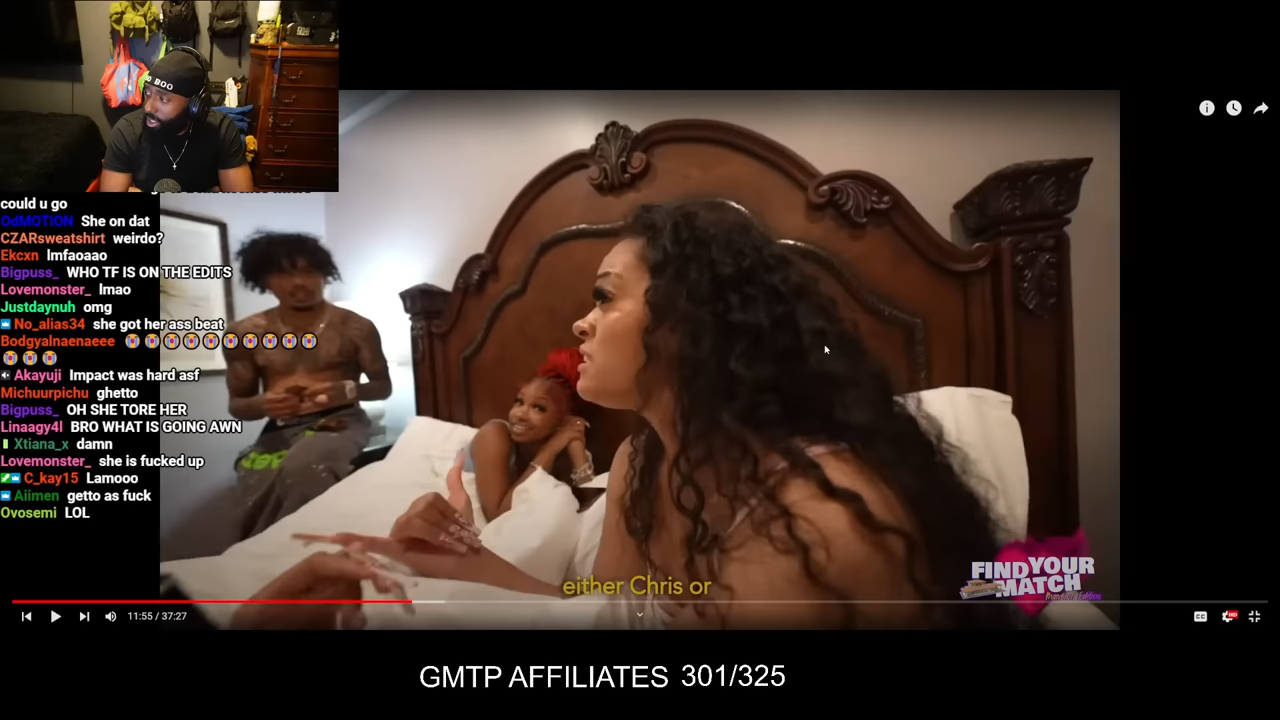 BOO
could u go
OdMOTION She on dat
CZARsweatshirt weirdo?
Ekcxn lmfaoaao
Bigpuss_ WHO TF IS ON THE EDITS
Lovemonster_ lmao
Justdaynuh omg
No_alias34 she got her ass beat
Bodgyalnaenaeee 😭😭😭😭😭😭😭😭😭😭
😭😭😭
Akayuji Impact was hard asf
Michuurpichu ghetto
Bigpuss_ OH SHE TORE HER
Linaagy4l BRO WHAT IS GOING AWN
Xtiana_x damn
Lovemonster_ she is fucked up
C_kay15 Lamooo
Aiimen getto as fuck
Ovosemi LOL
either Chris or
FIND YOUR
MATCH
11:55 / 37:27
CC
HD
GMTP AFFILIATES 301/325